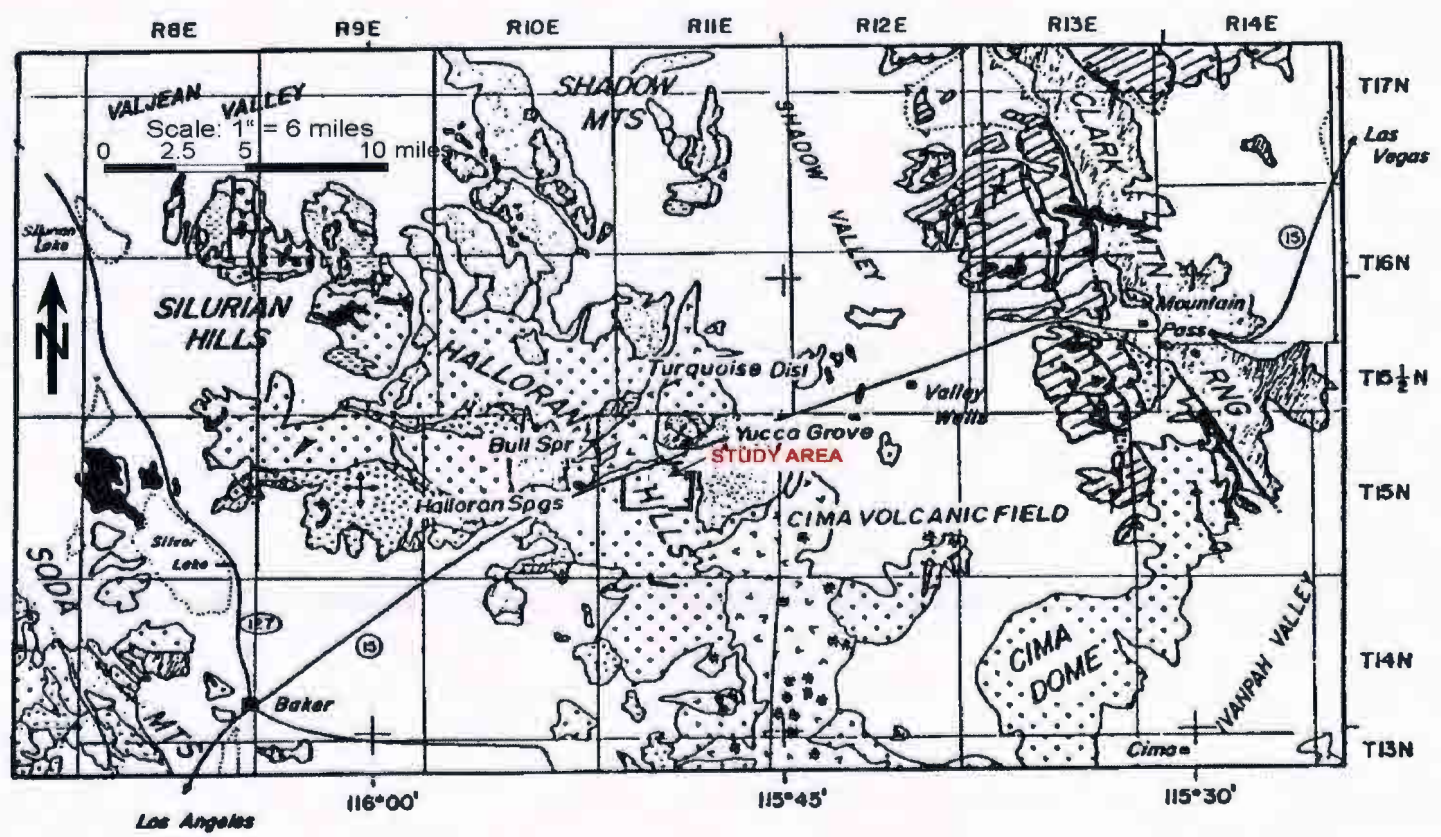 R8E R9E R10E R11E R12E R13E R14E
T17N
T16N
T15½N
T15N
T14N
T13N
VALJEAN VALLEY
Scale: 1" = 6 miles
0 2.5 5 10 miles
SHADOW
MTS
SHADOW
VALLEY
CLARK
MTN
RNG
Las
Vegas
15
Silurian
Lake
N
SILURIAN
HILLS
HALLORAN
HILLS
Mountain
Pass
Turquoise Dist
Valley
Wells
Bull Spr
Yucca Grove
STUDY AREA
Halloran Spgs
CIMA VOLCANIC FIELD
Silver
Lake
SODA
MTS
127
15
Baker
CIMA
DOME
IVANPAH VALLEY
Cima
116°00'
115°45'
115°30'
Los Angeles